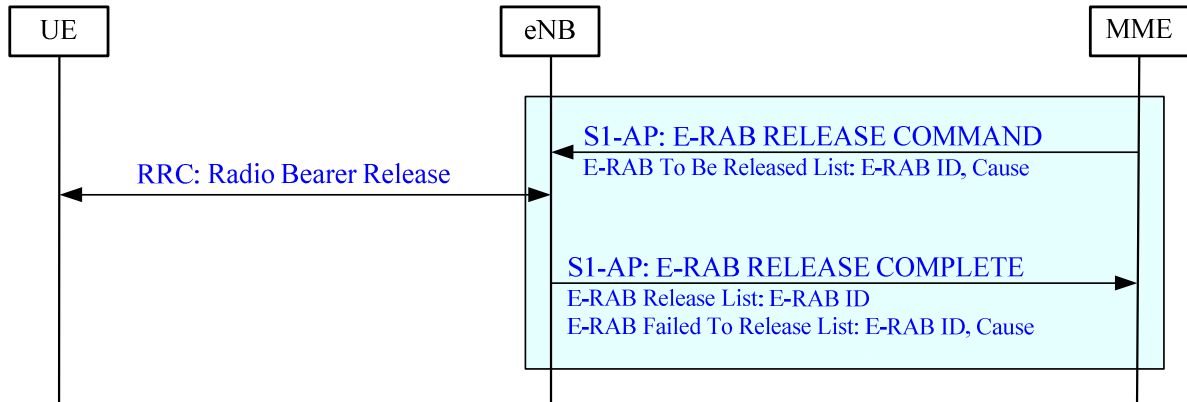 UE
eNB
MME
S1-AP: E-RAB RELEASE COMMAND
E-RAB To Be Released List: E-RAB ID, Cause
RRC: Radio Bearer Release
S1-AP: E-RAB RELEASE COMPLETE
E-RAB Release List: E-RAB ID
E-RAB Failed To Release List: E-RAB ID, Cause